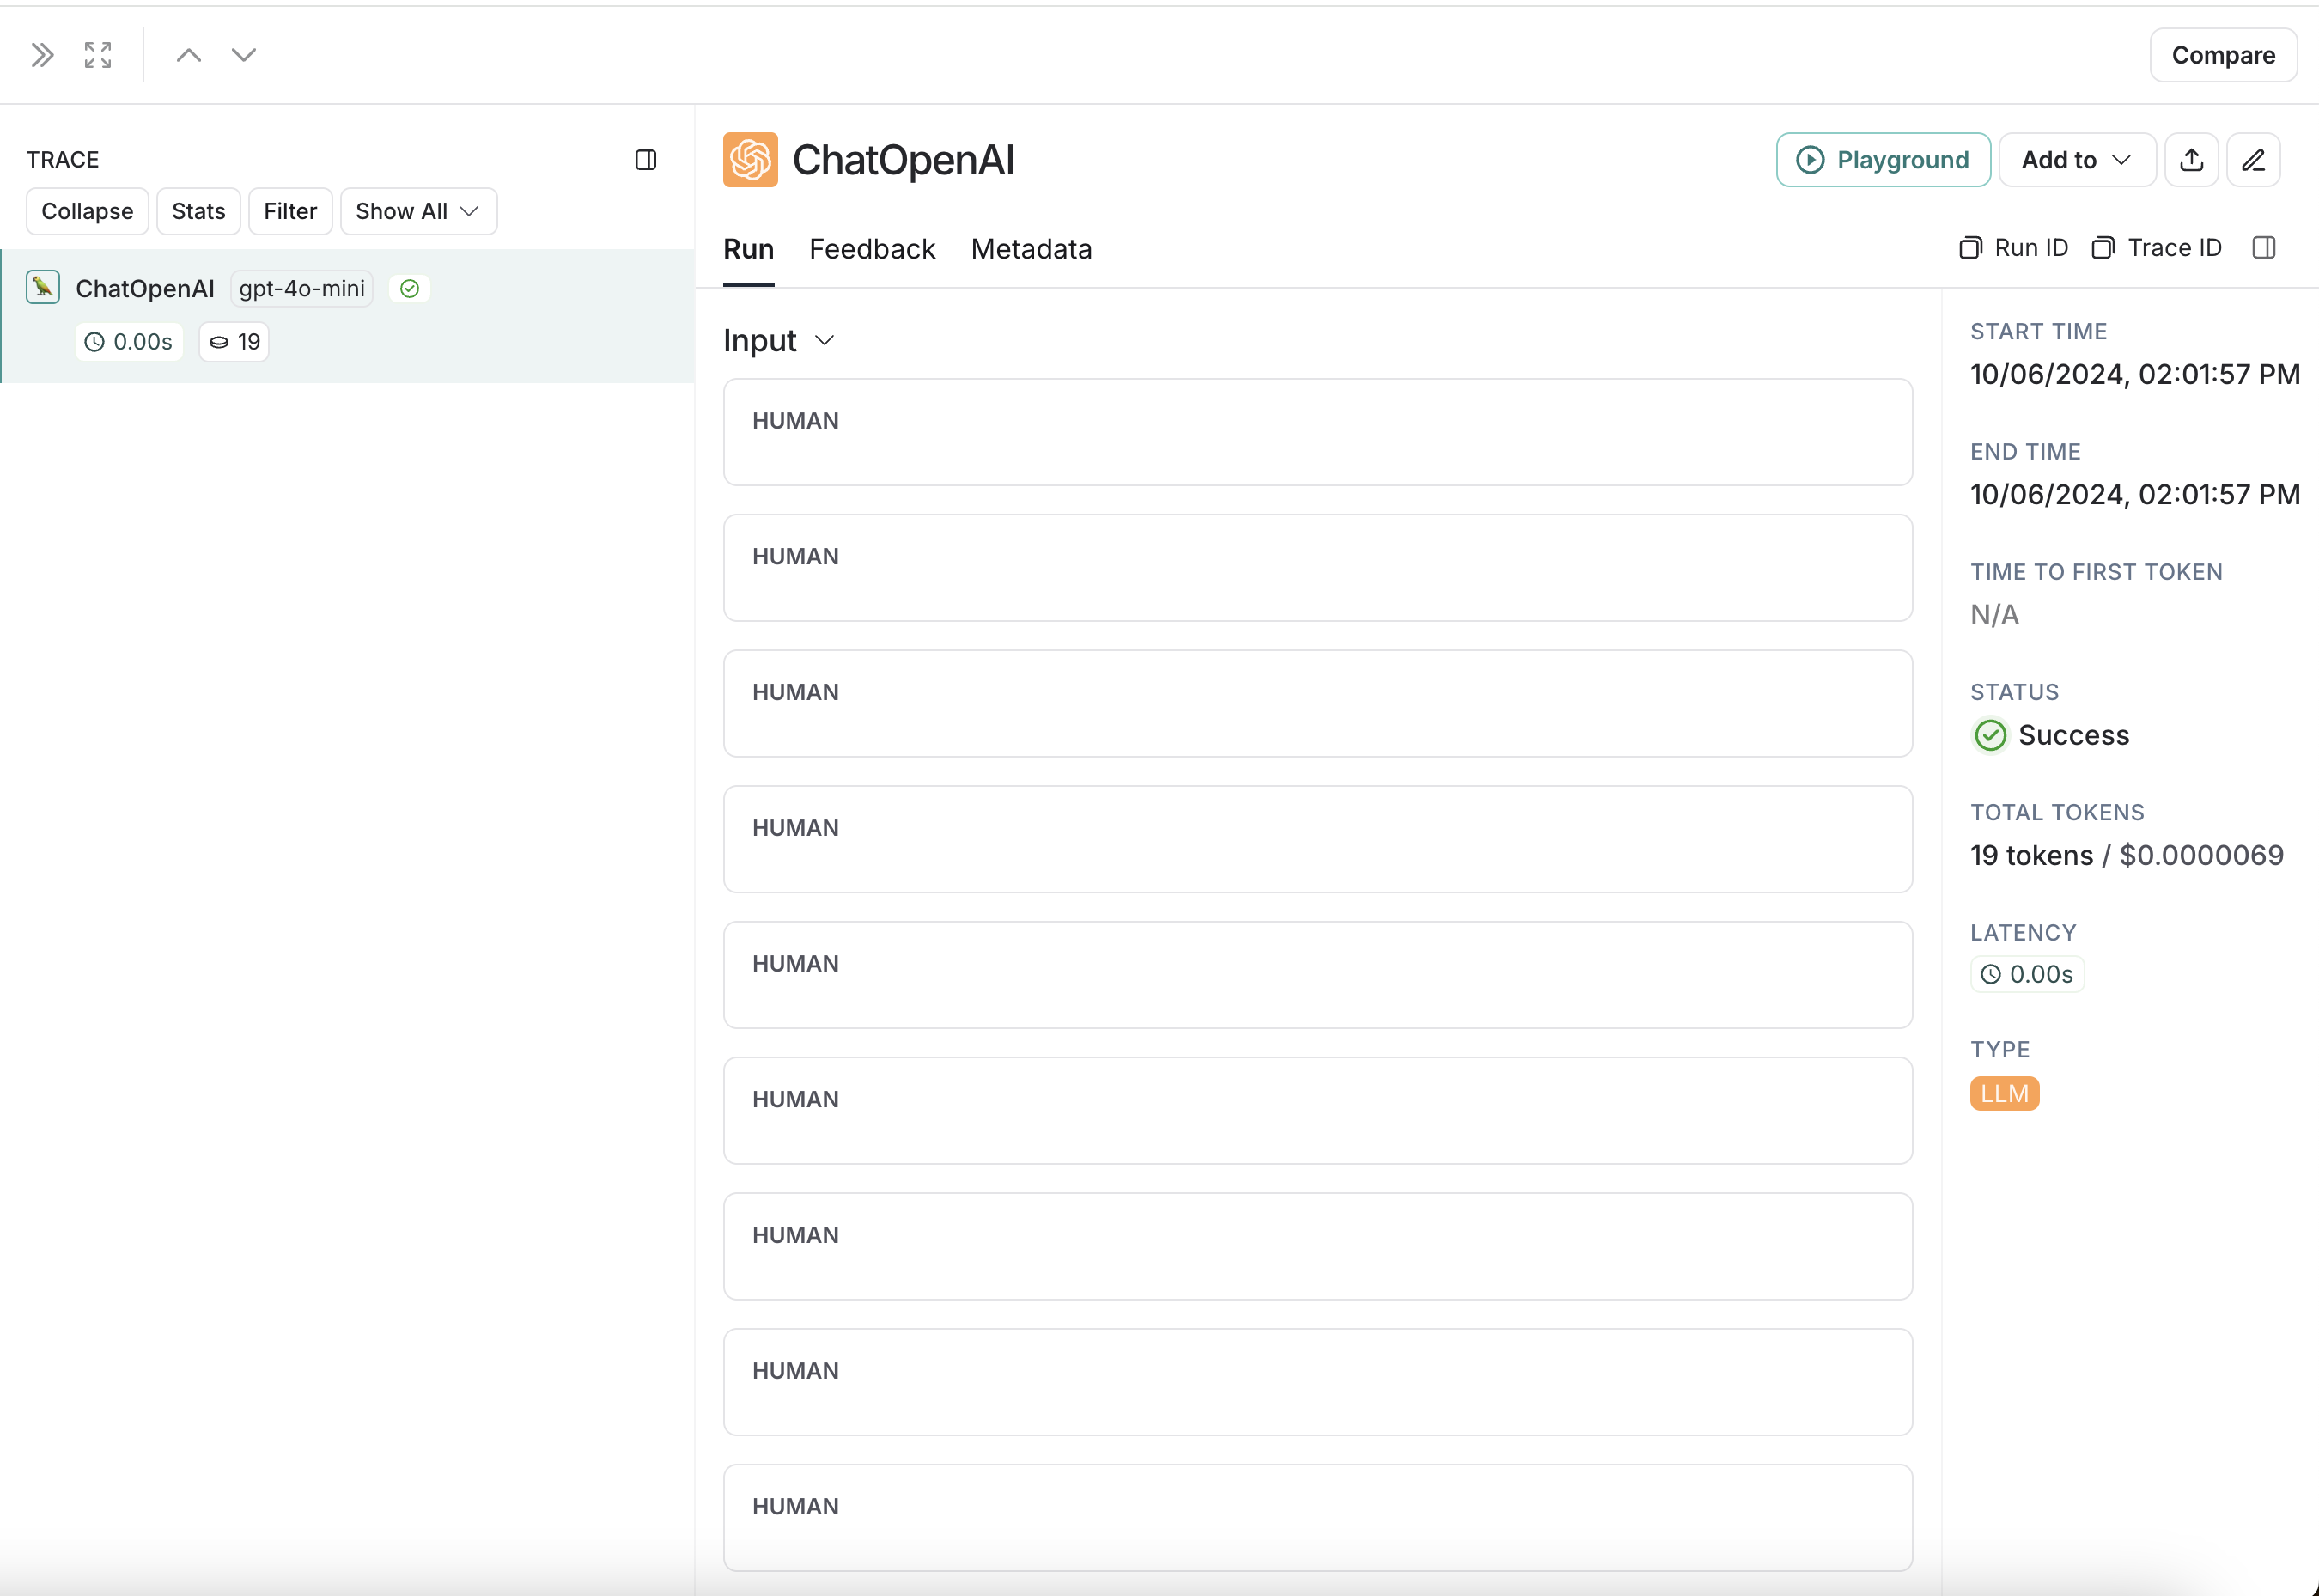 Compare
TRACE
Collapse Stats Filter Show All
ChatOpenAI gpt-4o-mini
0.00s 19
ChatOpenAI
Playground Add to
Run Feedback Metadata
Run ID Trace ID
Input
HUMAN
HUMAN
HUMAN
HUMAN
HUMAN
HUMAN
HUMAN
HUMAN
HUMAN
START TIME
10/06/2024, 02:01:57 PM
END TIME
10/06/2024, 02:01:57 PM
TIME TO FIRST TOKEN
N/A
STATUS
Success
TOTAL TOKENS
19 tokens / $0.0000069
LATENCY
0.00s
TYPE
LLM